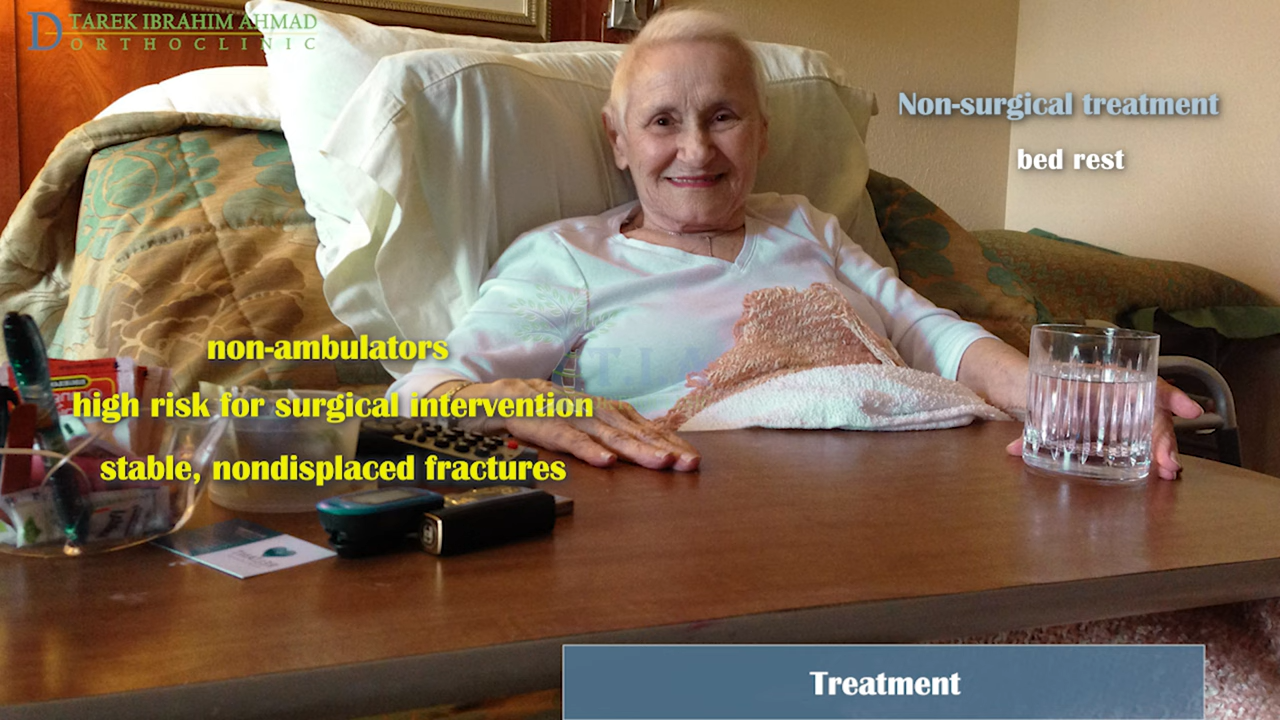 TAREK IBRAHIM AHMAD
ORTHOCLINIC
Non-surgical treatment
bed rest
non-ambulators
high risk for surgical intervention
stable, nondisplaced fractures
Treatment